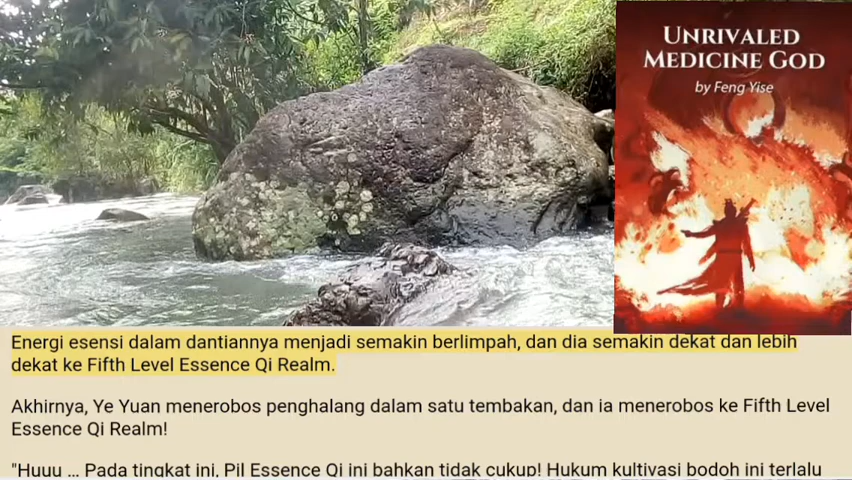 UNRIVALED
MEDICINE GOD
by Feng Yise
Energi esensi dalam dantiannya menjadi semakin berlimpah, dan dia semakin dekat dan lebih
dekat ke Fifth Level Essence Qi Realm.
Akhirnya, Ye Yuan menerobos penghalang dalam satu tembakan, dan ia menerobos ke Fifth Level
Essence Qi Realm!
"Huuu ... Pada tingkat ini, Pil Essence Qi ini bahkan tidak cukup! Hukum kultivasi bodoh ini terlalu